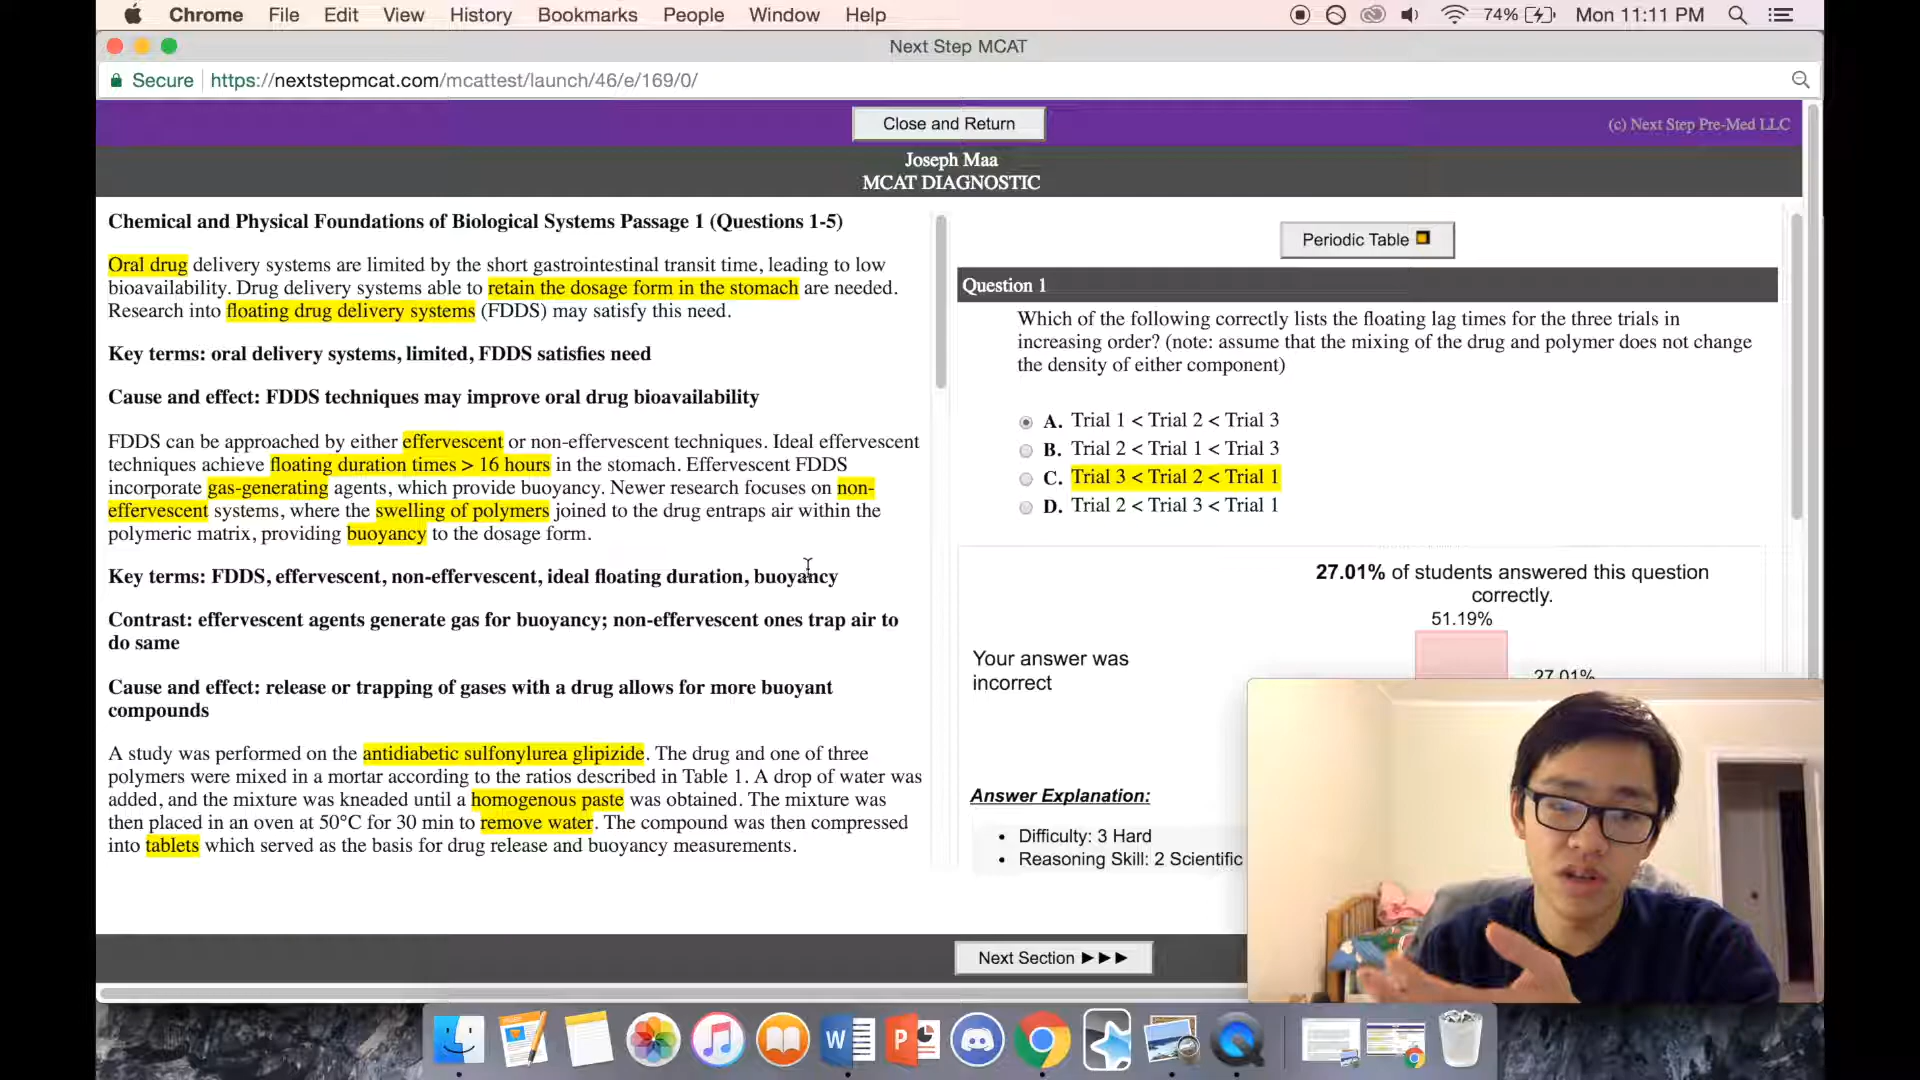 Chrome File Edit View History Bookmarks People Window Help 74% Mon 11:11 PM
Next Step MCAT
Secure https://nextstepmcat.com/mcattest/launch/46/e/169/0/
Close and Return
(c) Next Step Pre-Med LLC
Joseph Maa
MCAT DIAGNOSTIC
Chemical and Physical Foundations of Biological Systems Passage 1 (Questions 1-5)
Oral drug delivery systems are limited by the short gastrointestinal transit time, leading to low
bioavailability. Drug delivery systems able to retain the dosage form in the stomach are needed.
Research into floating drug delivery systems (FDDS) may satisfy this need.
Key terms: oral delivery systems, limited, FDDS satisfies need
Cause and effect: FDDS techniques may improve oral drug bioavailability
FDDS can be approached by either effervescent or non-effervescent techniques. Ideal effervescent
techniques achieve floating duration times > 16 hours in the stomach. Effervescent FDDS
incorporate gas-generating agents, which provide buoyancy. Newer research focuses on non-
effervescent systems, where the swelling of polymers joined to the drug entraps air within the
polymeric matrix, providing buoyancy to the dosage form.
Key terms: FDDS, effervescent, non-effervescent, ideal floating duration, buoyancy
Contrast: effervescent agents generate gas for buoyancy; non-effervescent ones trap air to
do same
Cause and effect: release or trapping of gases with a drug allows for more buoyant
compounds
A study was performed on the antidiabetic sulfonylurea glipizide. The drug and one of three
polymers were mixed in a mortar according to the ratios described in Table 1. A drop of water was
added, and the mixture was kneaded until a homogenous paste was obtained. The mixture was
then placed in an oven at 50°C for 30 min to remove water. The compound was then compressed
into tablets which served as the basis for drug release and buoyancy measurements.
Periodic Table
Question 1
Which of the following correctly lists the floating lag times for the three trials in
increasing order? (note: assume that the mixing of the drug and polymer does not change
the density of either component)
A. Trial 1 < Trial 2 < Trial 3
B. Trial 2 < Trial 1 < Trial 3
C. Trial 3 < Trial 2 < Trial 1
D. Trial 2 < Trial 3 < Trial 1
27.01% of students answered this question
correctly.
51.19%
27.01%
Your answer was
incorrect
Answer Explanation:
• Difficulty: 3 Hard
• Reasoning Skill: 2 Scientific
Next Section ►►►
W
P